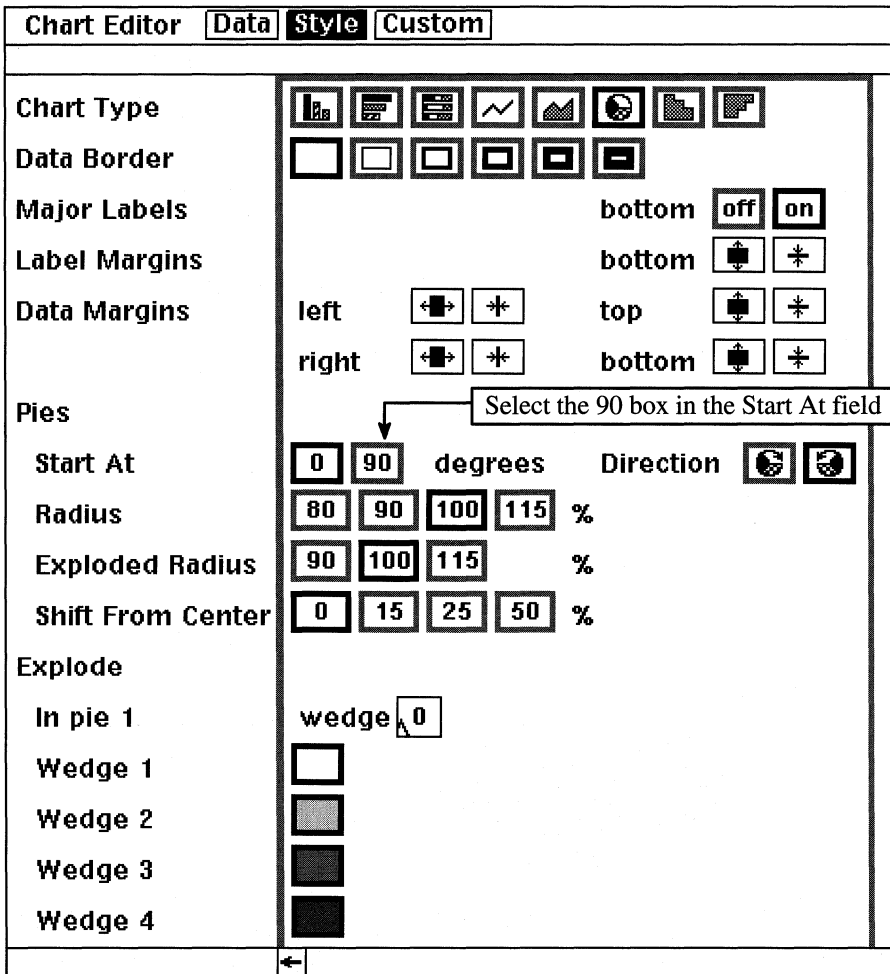 Chart Editor Data Style Custom
Chart Type
Data Border
Major Labels bottom off on
Label Margins bottom
Data Margins left top
right bottom
Select the 90 box in the Start At field
Pies
Start At 0 90 degrees Direction
Radius 80 90 100 115 %
Exploded Radius 90 100 115 %
Shift From Center 0 15 25 50 %
Explode
In pie 1 wedge 0
Wedge 1
Wedge 2
Wedge 3
Wedge 4